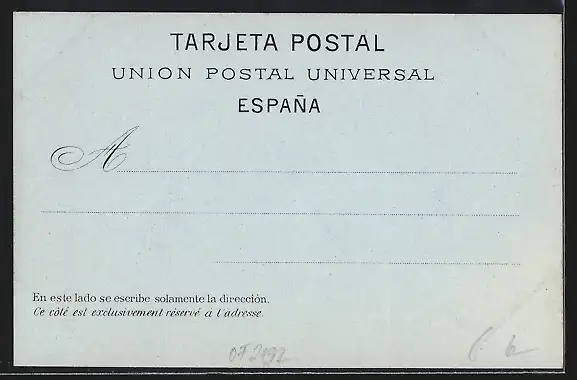 TARJETA POSTAL
UNION POSTAL UNIVERSAL
ESPAÑA
A
En este lado se escribe solamente la dirección.
Ce côté est exclusivement réservé a l'adresse.